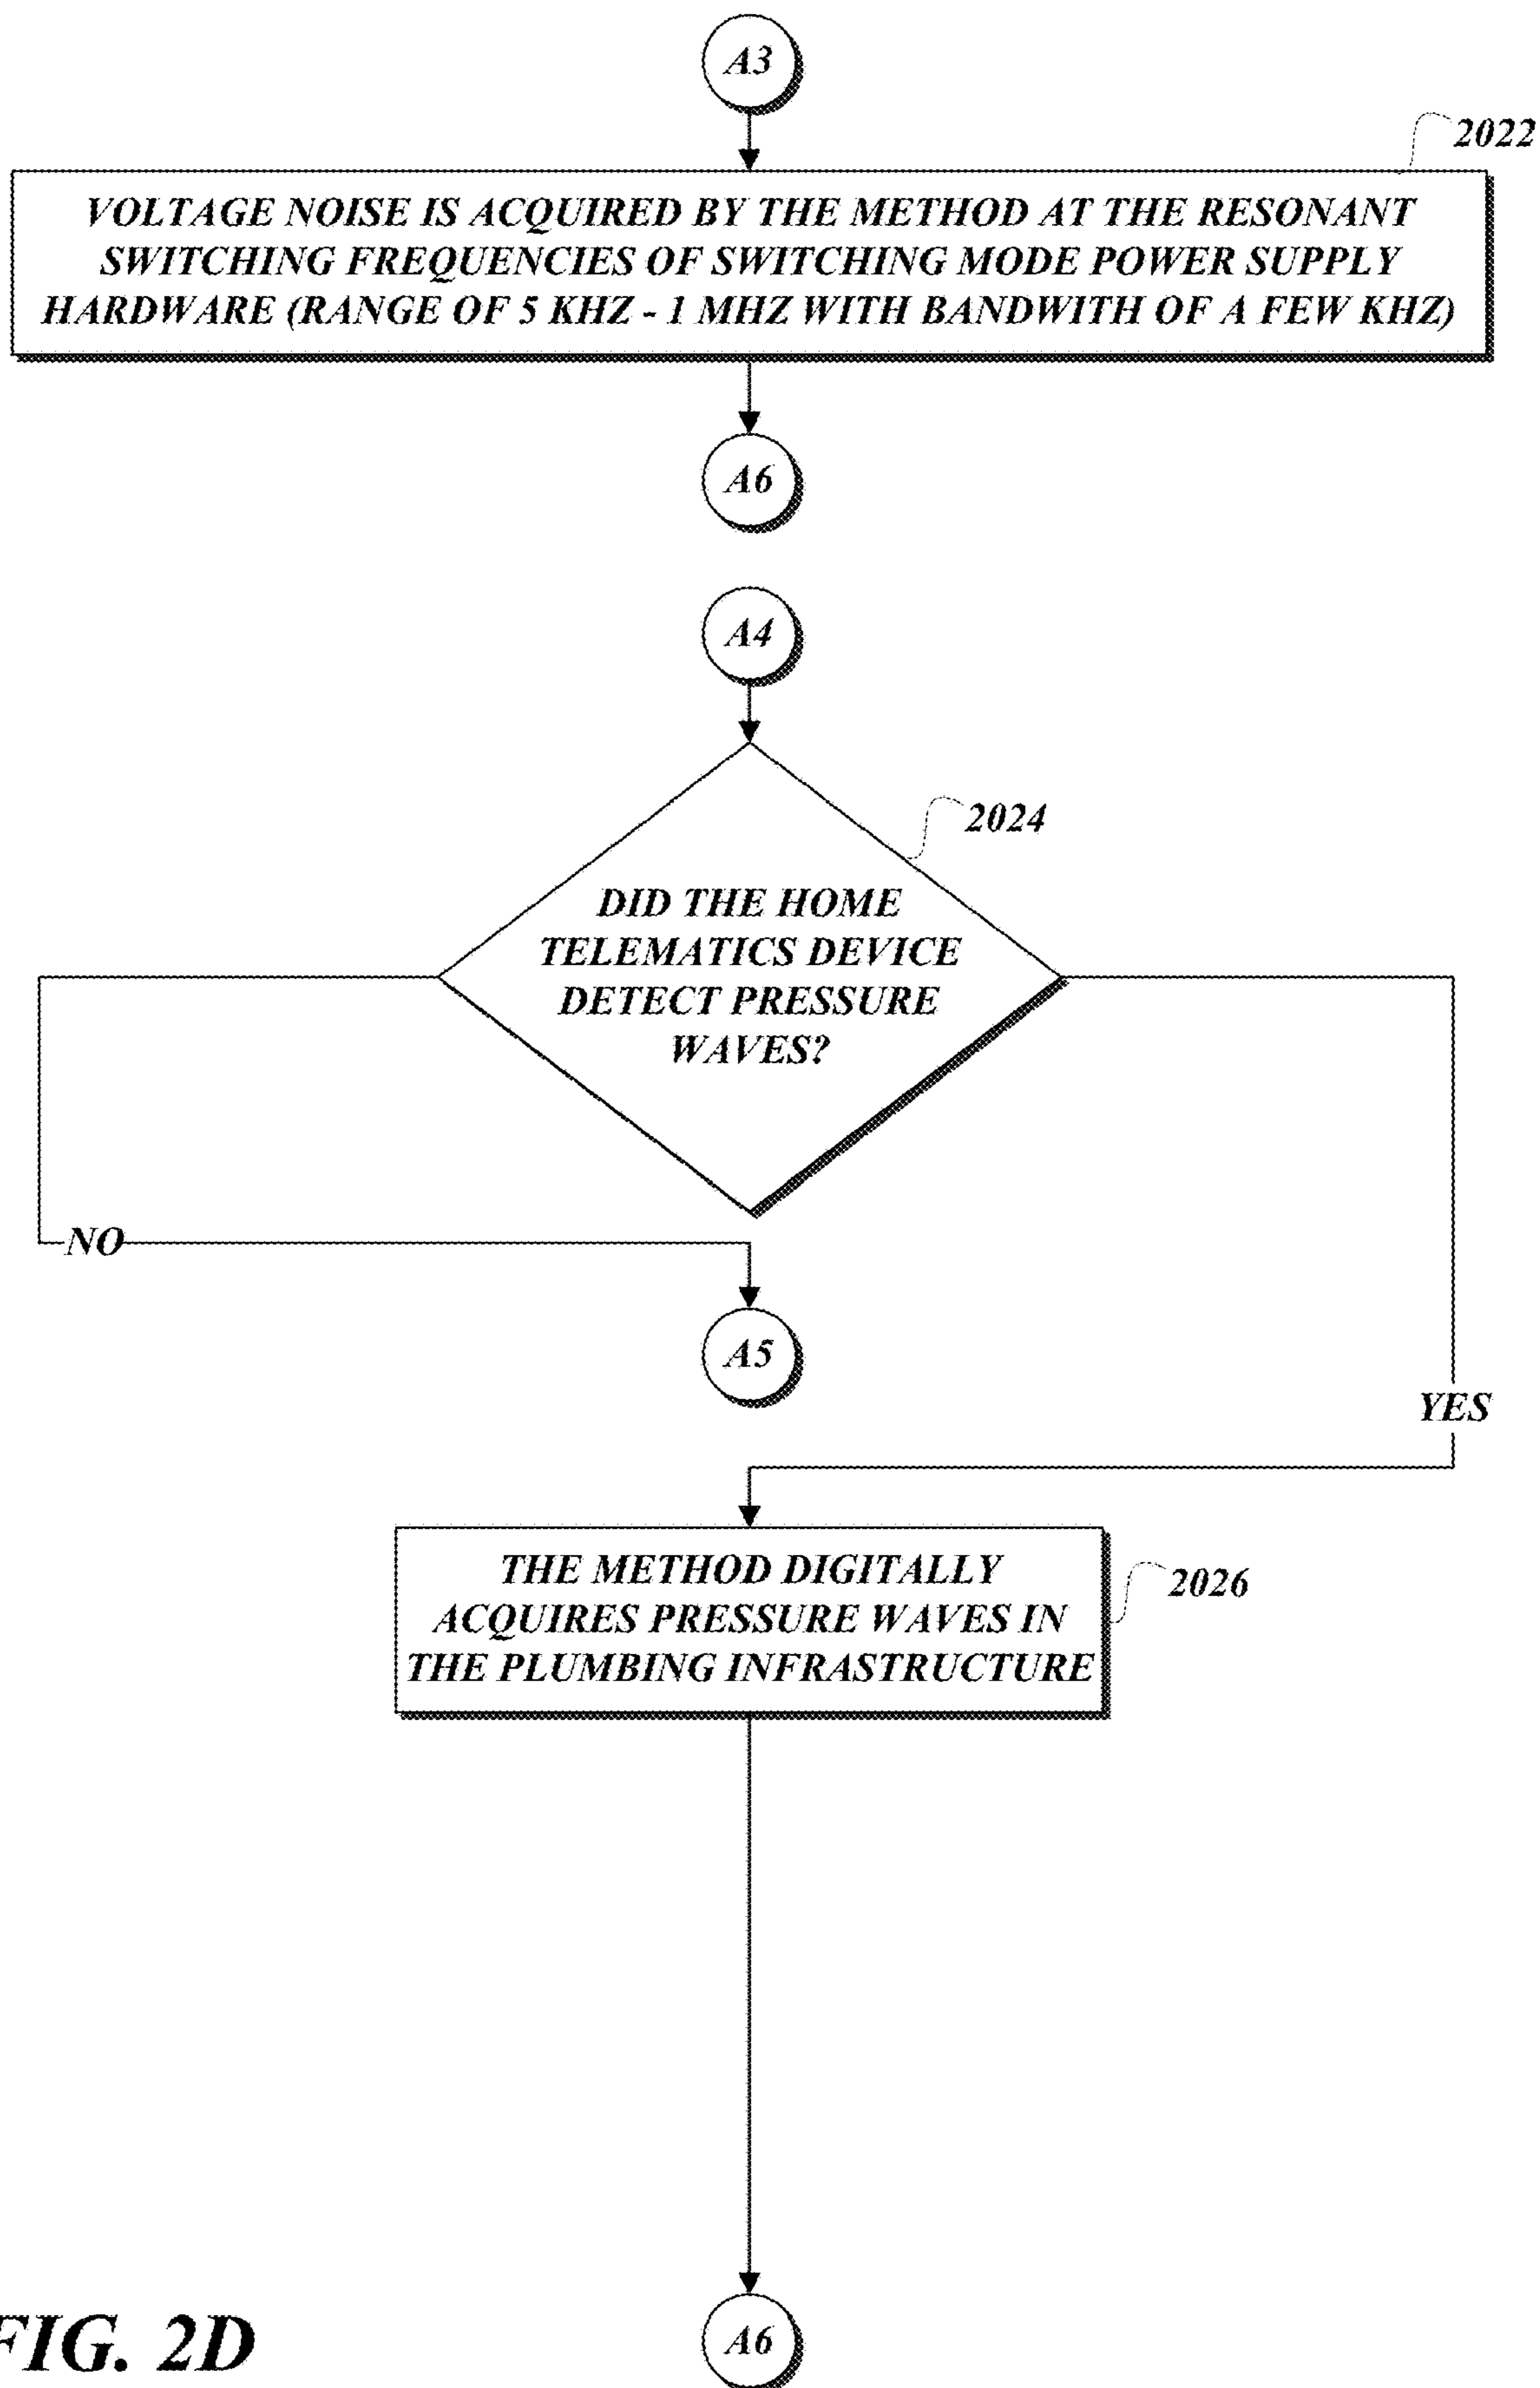 A3
2022
VOLTAGE NOISE IS ACQUIRED BY THE METHOD AT THE RESONANT
SWITCHING FREQUENCIES OF SWITCHING MODE POWER SUPPLY
HARDWARE (RANGE OF 5 KHZ - 1 MHZ WITH BANDWITH OF A FEW KHZ)
A6
A4
2024
DID THE HOME
TELEMATICS DEVICE
DETECT PRESSURE
WAVES?
NO
A5
YES
THE METHOD DIGITALLY
2026
ACQUIRES PRESSURE WAVES IN
THE PLUMBING INFRASTRUCTURE
A6
FIG. 2D